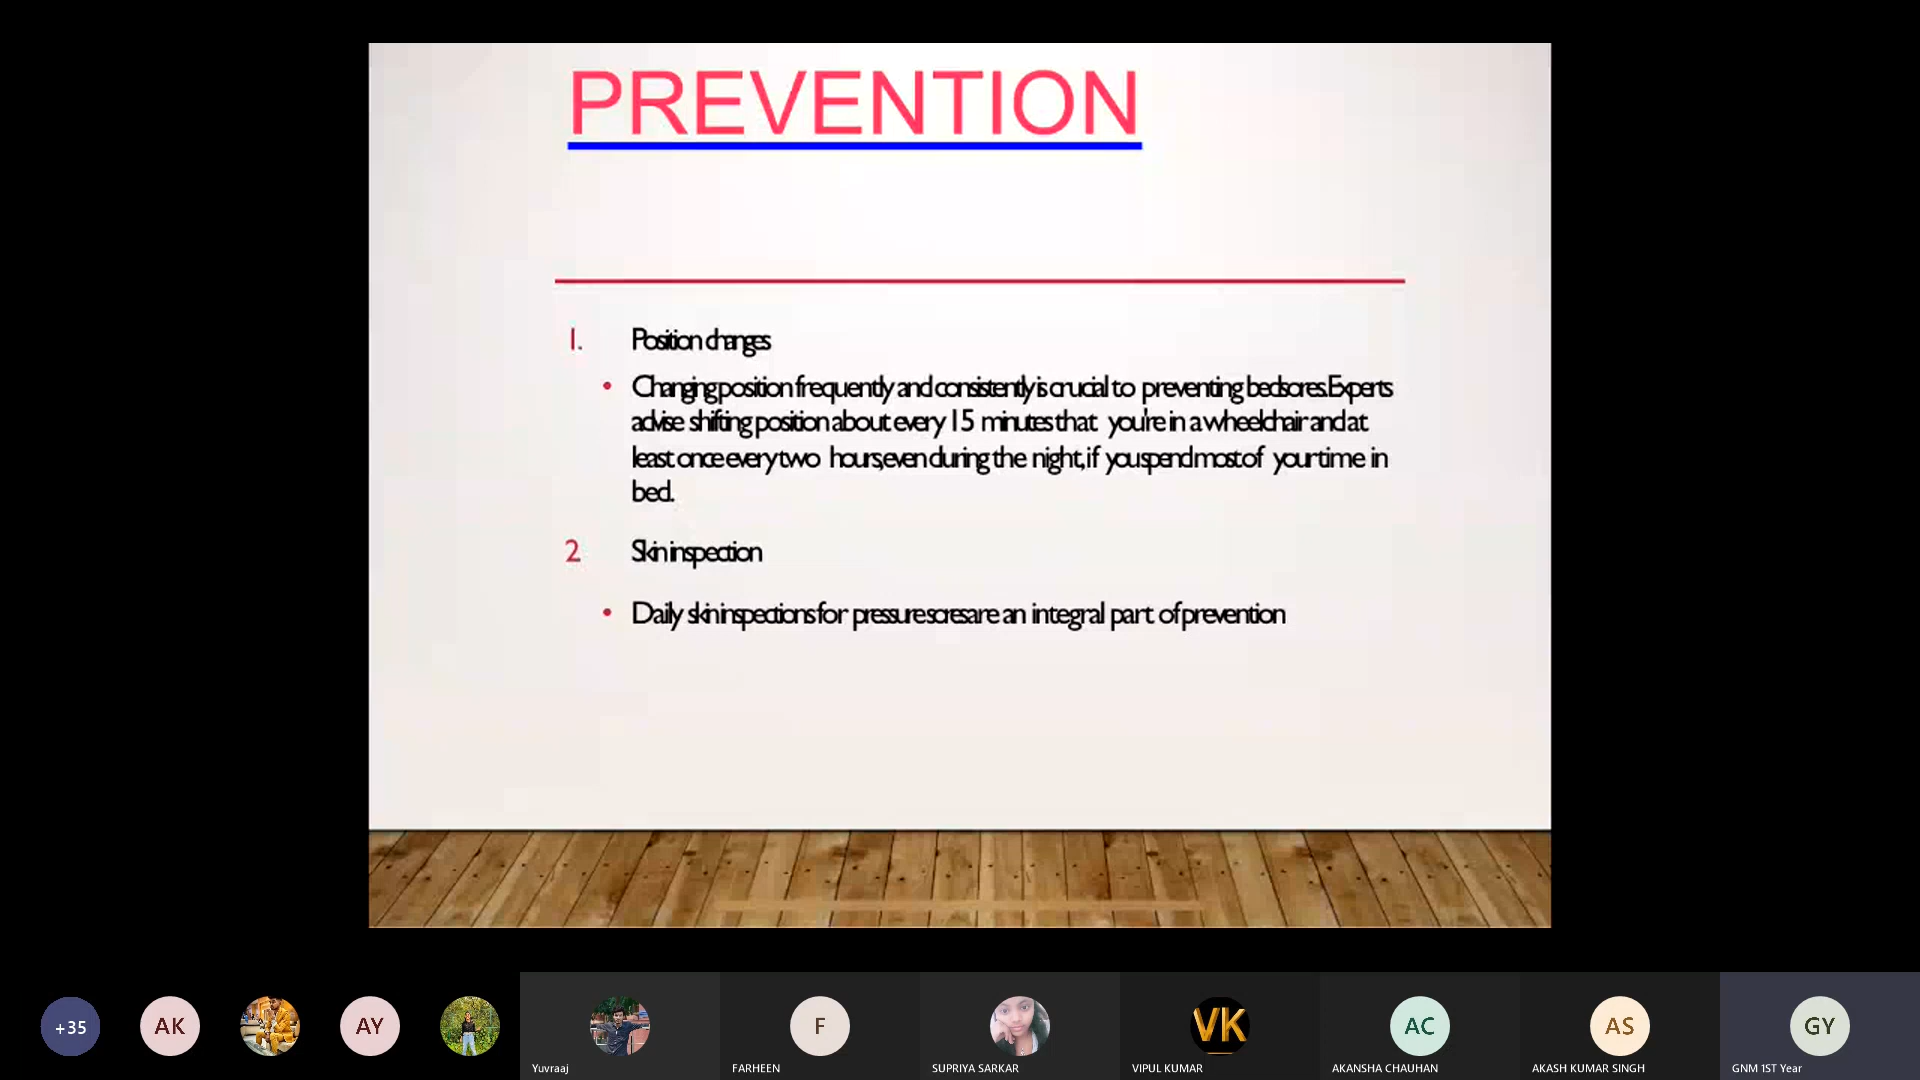 PREVENTION
1. Position changes
• Changing position frequently and consistently is crucial to preventing bedsores. Experts
advise shifting position about every 15 minutes that you're in a wheelchair and at
least once every two hours, even during the night, if you spend most of your time in
bed.
2 Skin inspection
• Daily skin inspections for pressure sores are an integral part of prevention
+35
AK
AY
F
VK
AC
AS
GY
Yuvraaj
FARHEEN
SUPRIYA SARKAR
VIPUL KUMAR
AKANSHA CHAUHAN
AKASH KUMAR SINGH
GNM 1ST Year